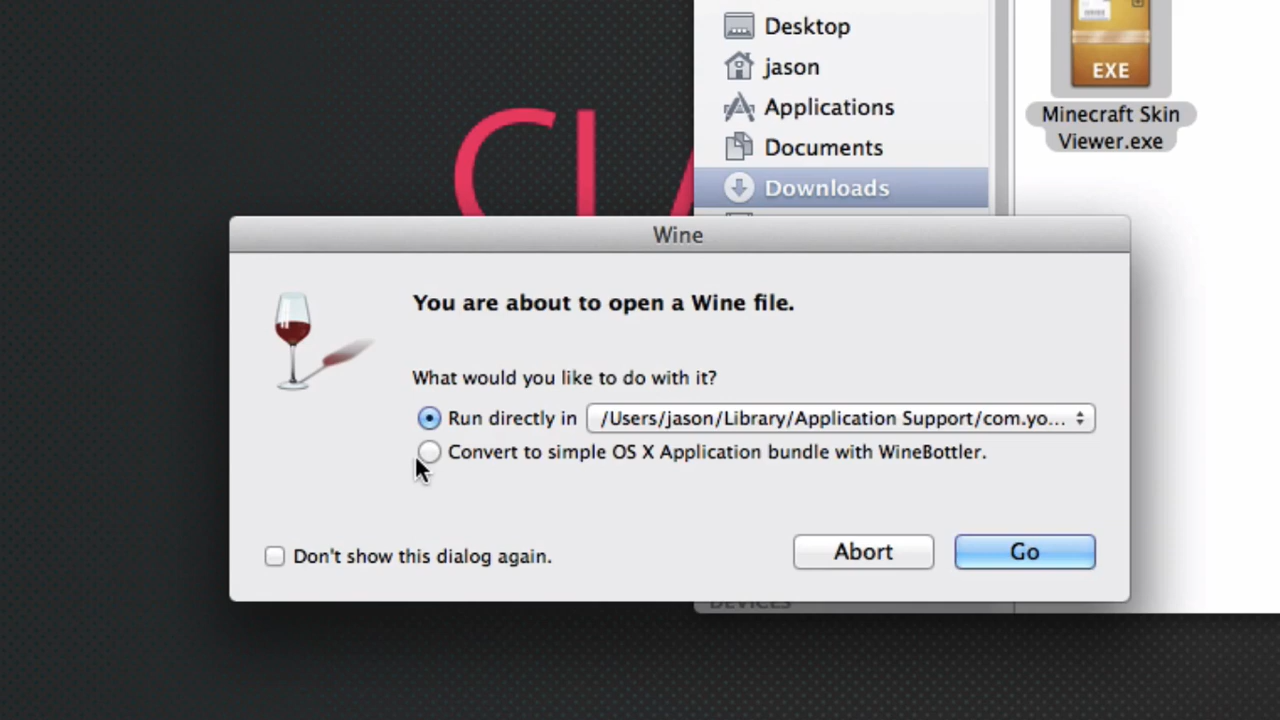 Desktop
jason
Applications
Documents
Downloads
EXE
Minecraft Skin
Viewer.exe
Wine
You are about to open a Wine file.
What would you like to do with it?
Run directly in /Users/jason/Library/Application Support/com.yo...
Convert to simple OS X Application bundle with WineBottler.
Don't show this dialog again.
Abort
Go
DEVICES